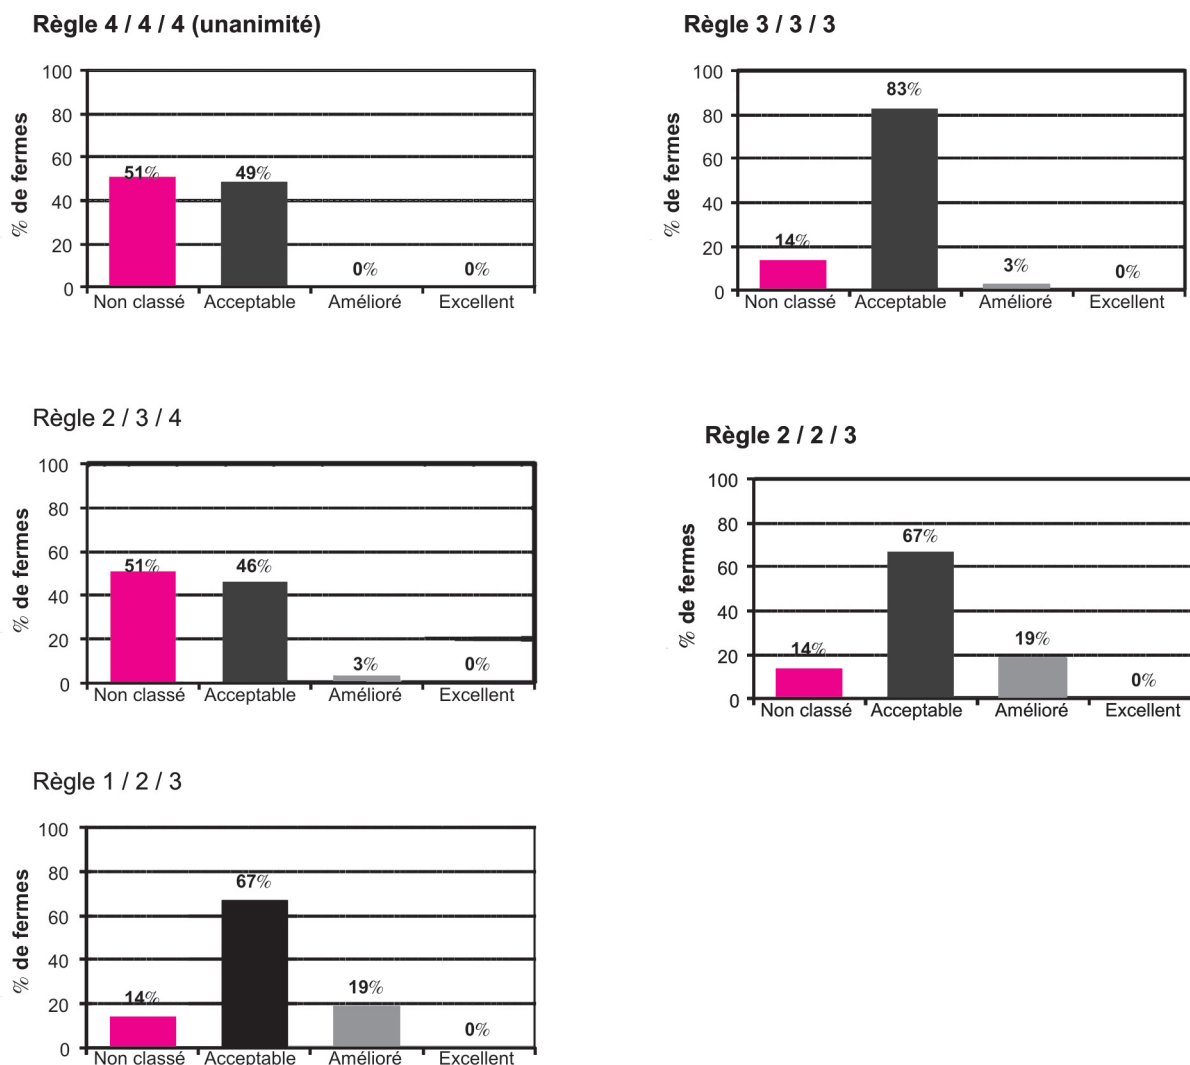 Règle 4 / 4 / 4 (unanimité)
% de fermes
100
80
60
40
20
0
51%
49%
0%
0%
Non classé
Acceptable
Amélioré
Excellent
Règle 3 / 3 / 3
% de fermes
100
80
60
40
20
0
14%
83%
3%
0%
Non classé
Acceptable
Amélioré
Excellent
Règle 2 / 3 / 4
% de fermes
100
80
60
40
20
0
51%
46%
3%
0%
Non classé
Acceptable
Amélioré
Excellent
Règle 2 / 2 / 3
% de fermes
100
80
60
40
20
0
14%
67%
19%
0%
Non classé
Acceptable
Amélioré
Excellent
Règle 1 / 2 / 3
% de fermes
100
80
60
40
20
0
14%
67%
19%
0%
Non classé
Acceptable
Amélioré
Excellent